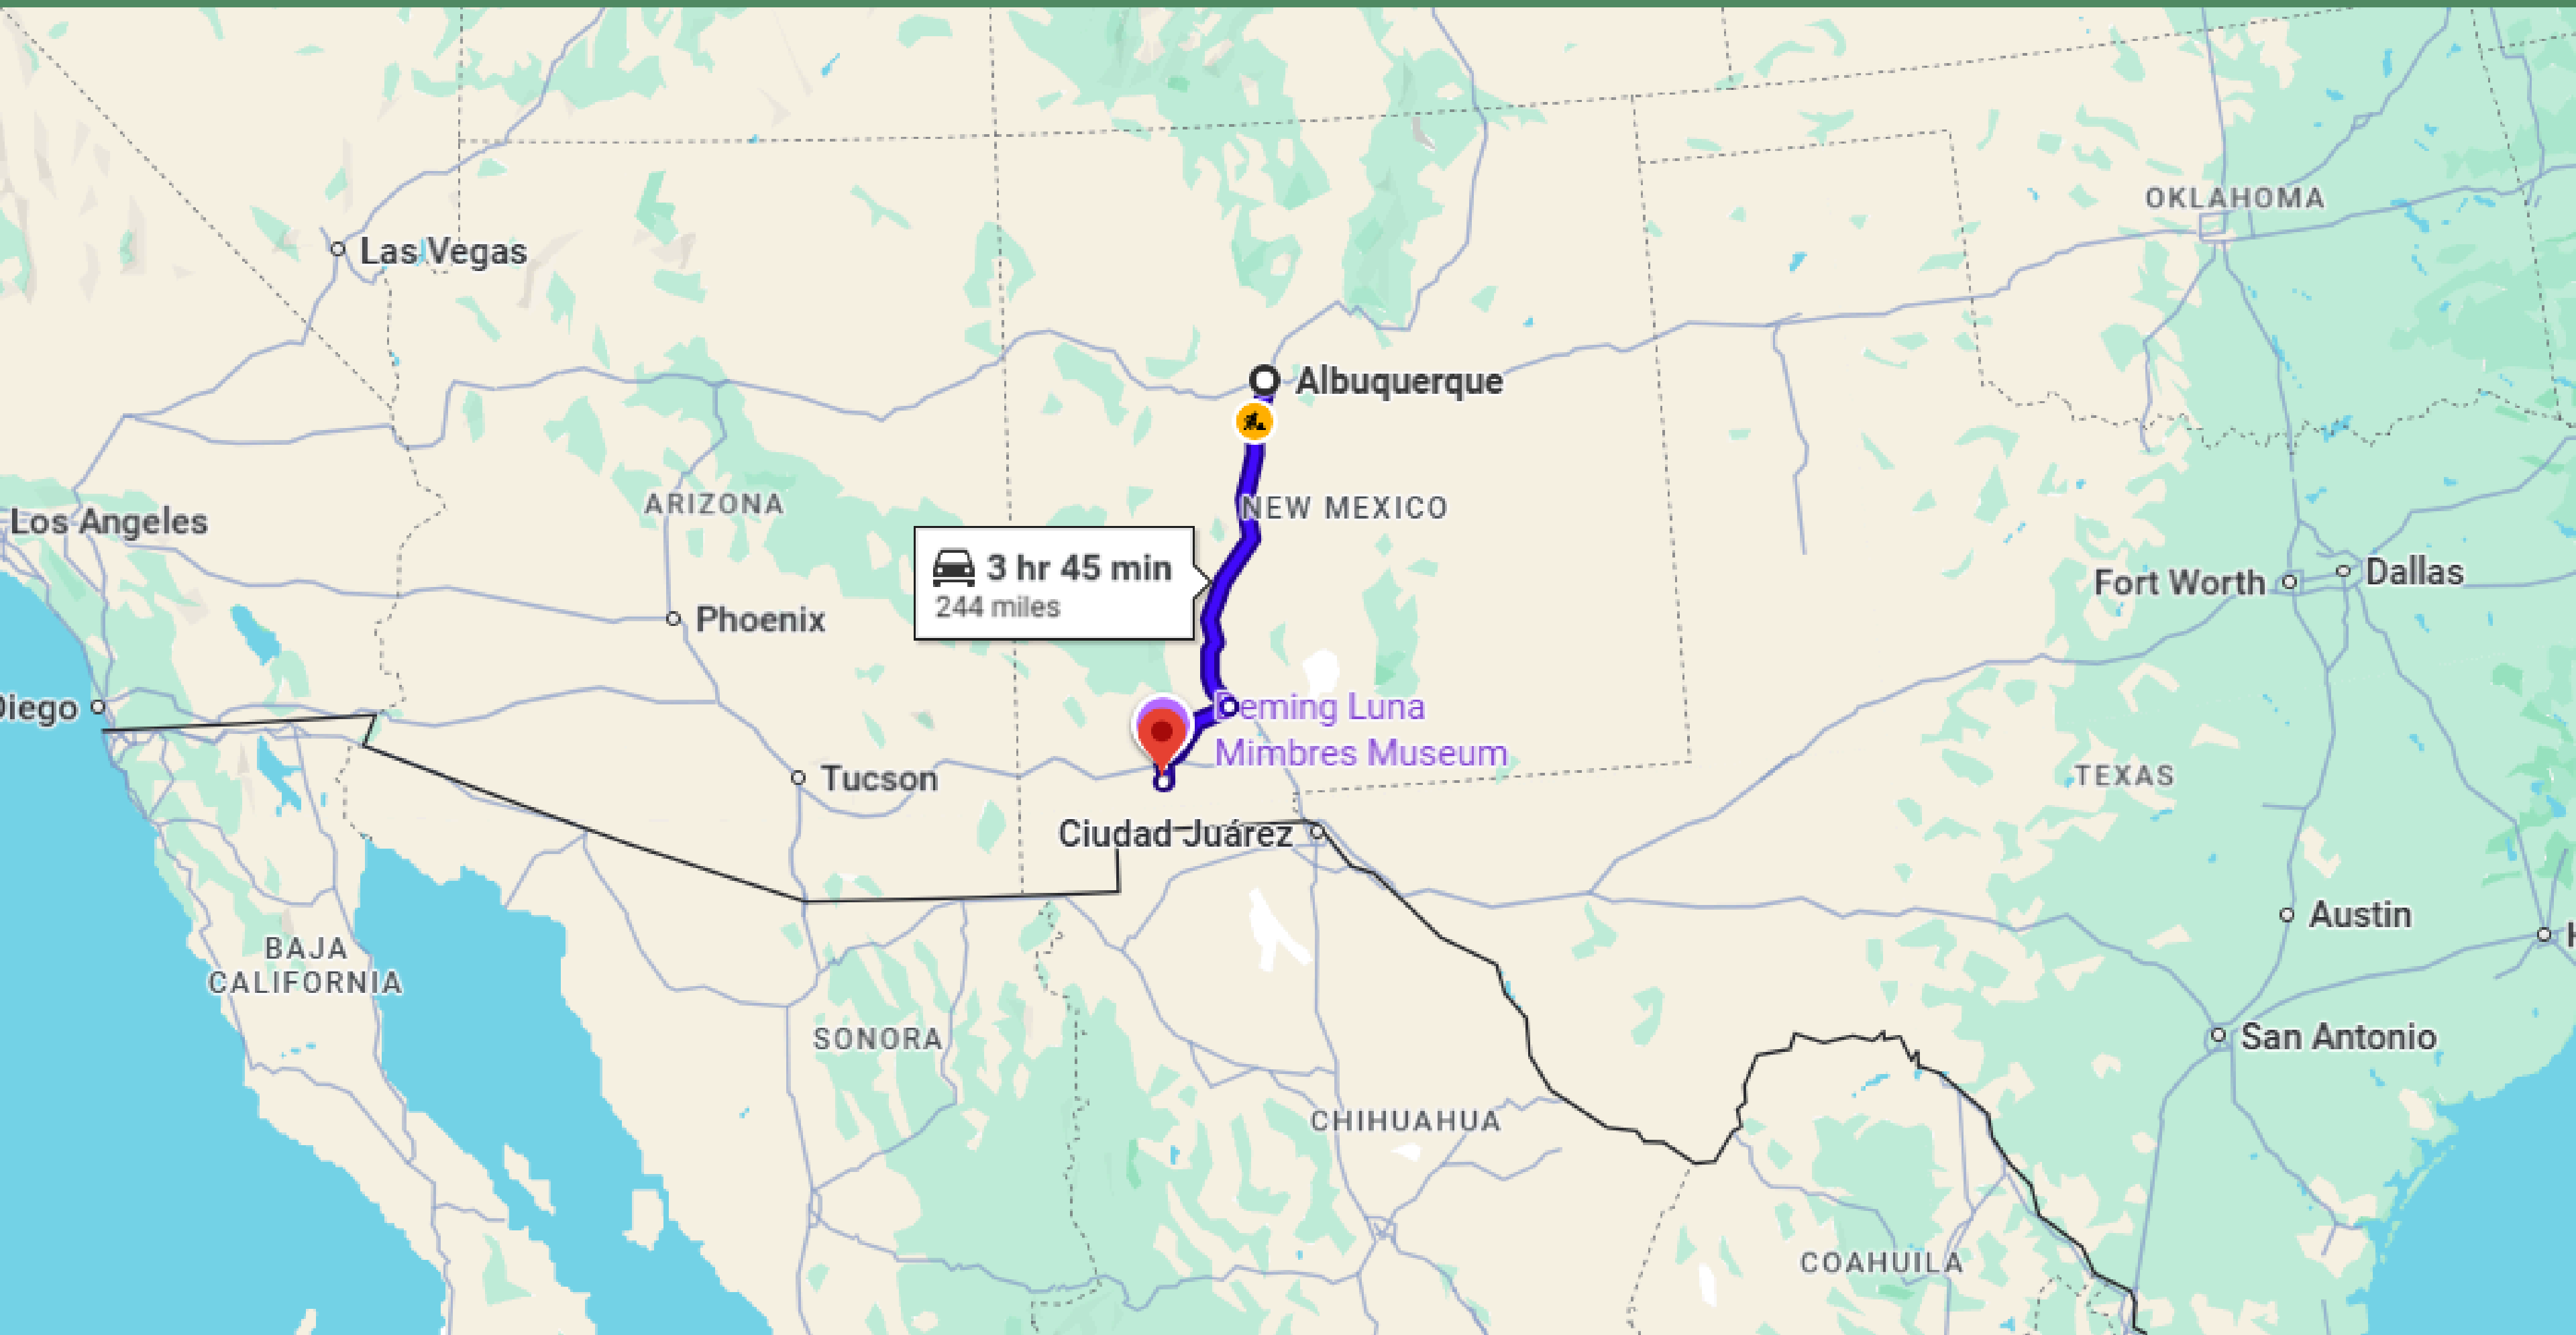 OKLAHOMA
Las Vegas
Albuquerque
ARIZONA
NEW MEXICO
Los Angeles
3 hr 45 min
244 miles
Fort Worth
Dallas
Phoenix
Diego
Deming Luna
Mimbres Museum
Tucson
TEXAS
Ciudad Juárez
Austin
H
BAJA
CALIFORNIA
SONORA
San Antonio
CHIHUAHUA
COAHUILA